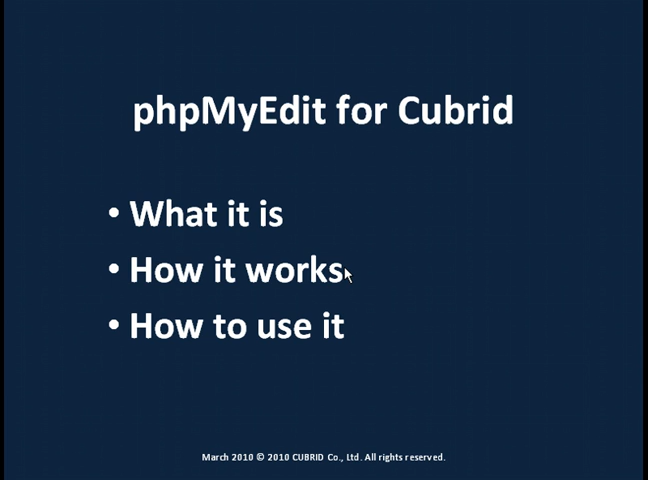 phpMyEdit for Cubrid
• What it is
• How it works
• How to use it
March 2010 © 2010 CUBRID Co., Ltd. All rights reserved.